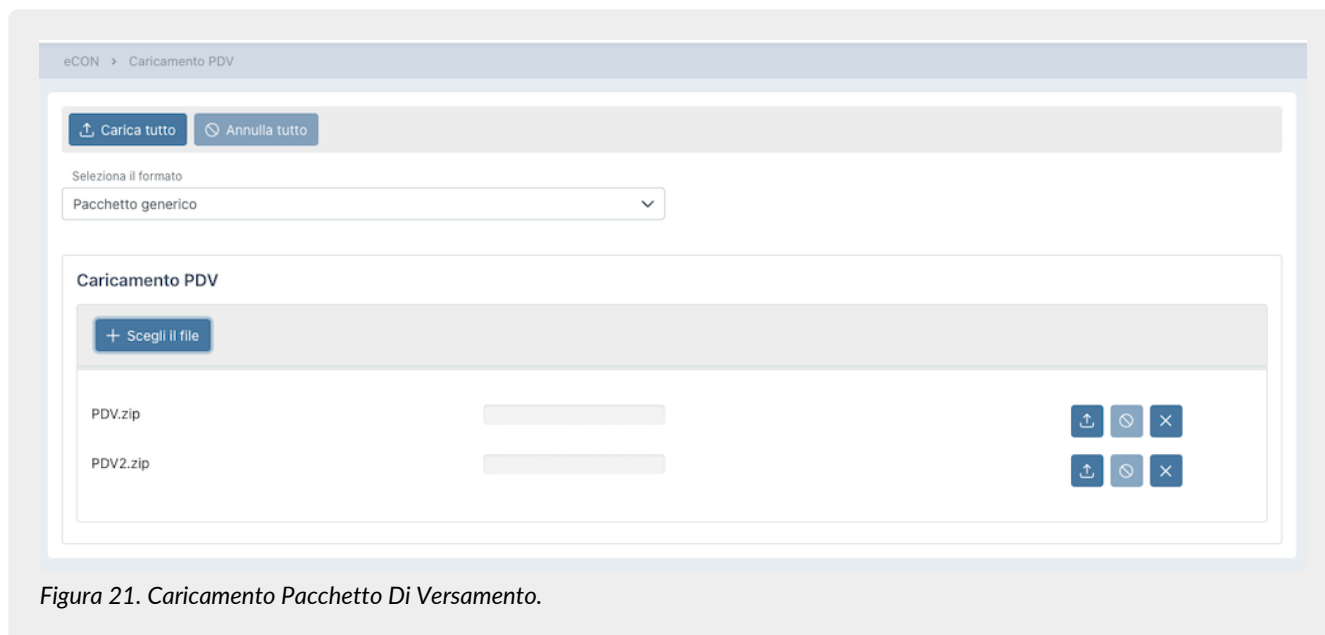 eCON > Caricamento PDV
Carica tutto Annulla tutto
Seleziona il formato
Pacchetto generico
Caricamento PDV
+ Scegli il file
PDV.zip
PDV2.zip
Figura 21. Caricamento Pacchetto Di Versamento.